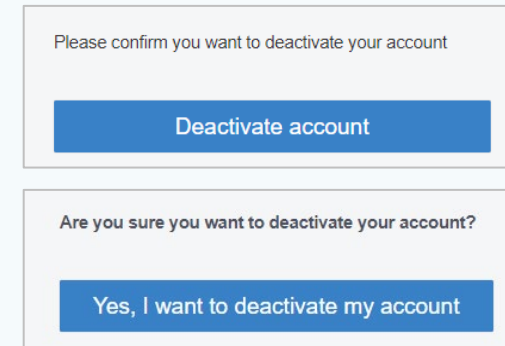 Please confirm you want to deactivate your account
Deactivate account
Are you sure you want to deactivate your account?
Yes, I want to deactivate my account